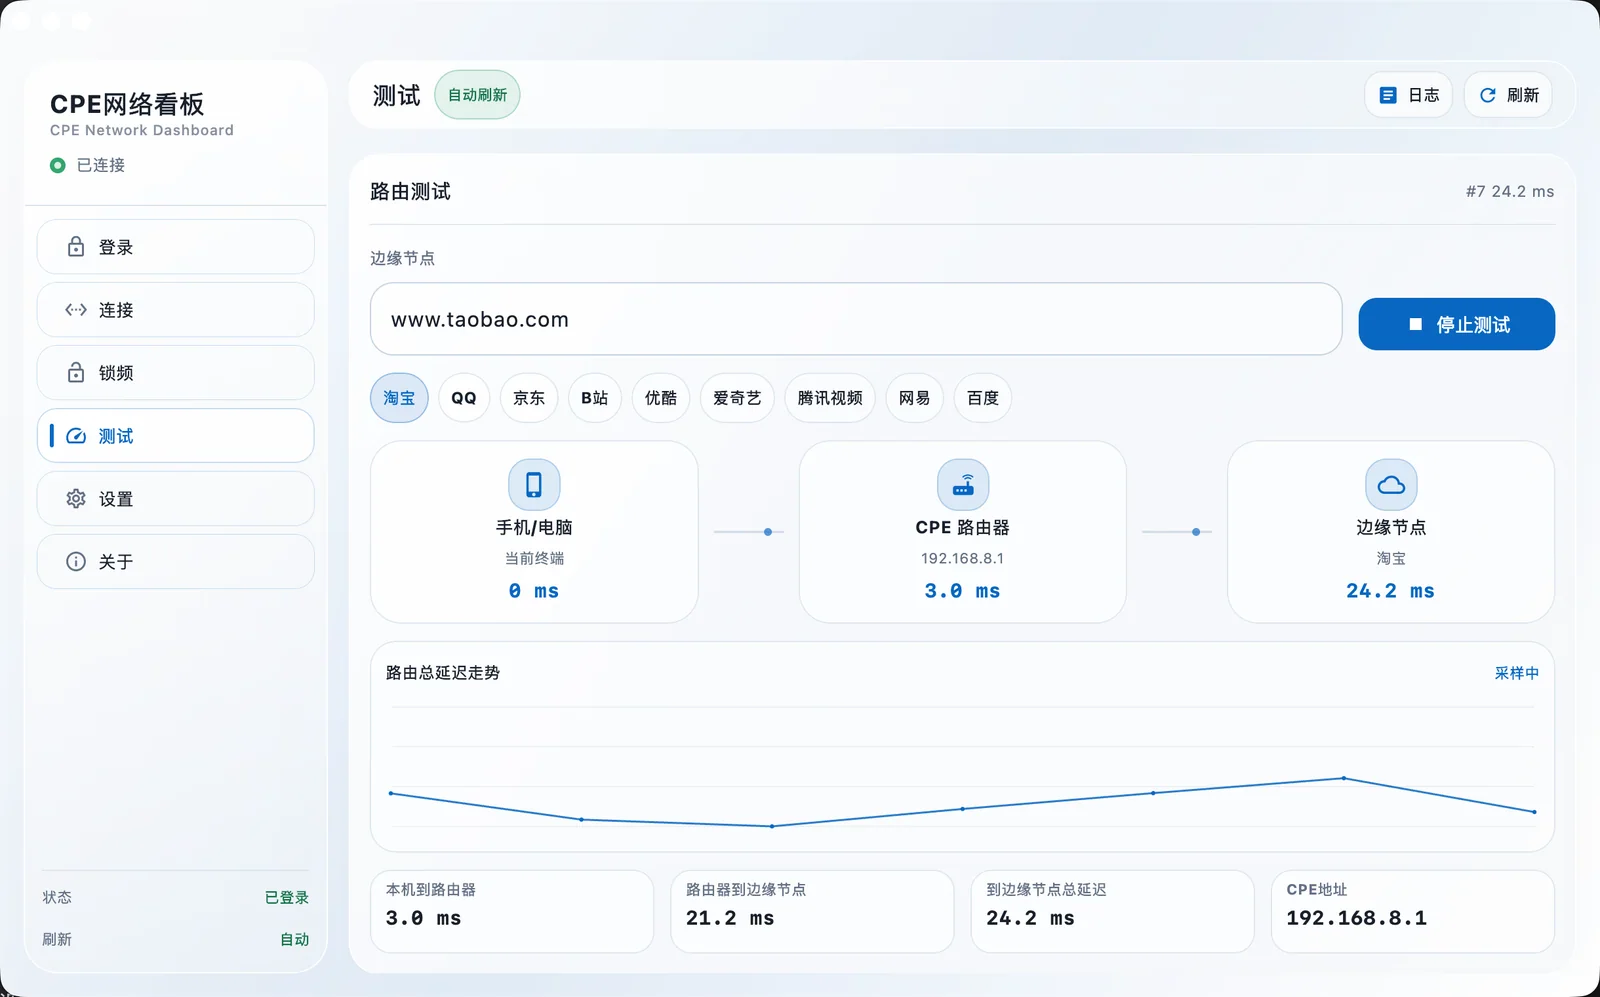 CPE网络看板
CPE Network Dashboard
已连接
登录
连接
锁频
测试
设置
关于
状态 已登录
刷新 自动
测试 自动刷新
日志 刷新
路由测试 #7 24.2 ms
边缘节点
www.taobao.com 停止测试
淘宝 QQ 京东 B站 优酷 爱奇艺 腾讯视频 网易 百度
手机/电脑
当前终端
0 ms
CPE 路由器
192.168.8.1
3.0 ms
边缘节点
淘宝
24.2 ms
路由总延迟走势 采样中
本机到路由器
3.0 ms
路由器到边缘节点
21.2 ms
到边缘节点总延迟
24.2 ms
CPE地址
192.168.8.1